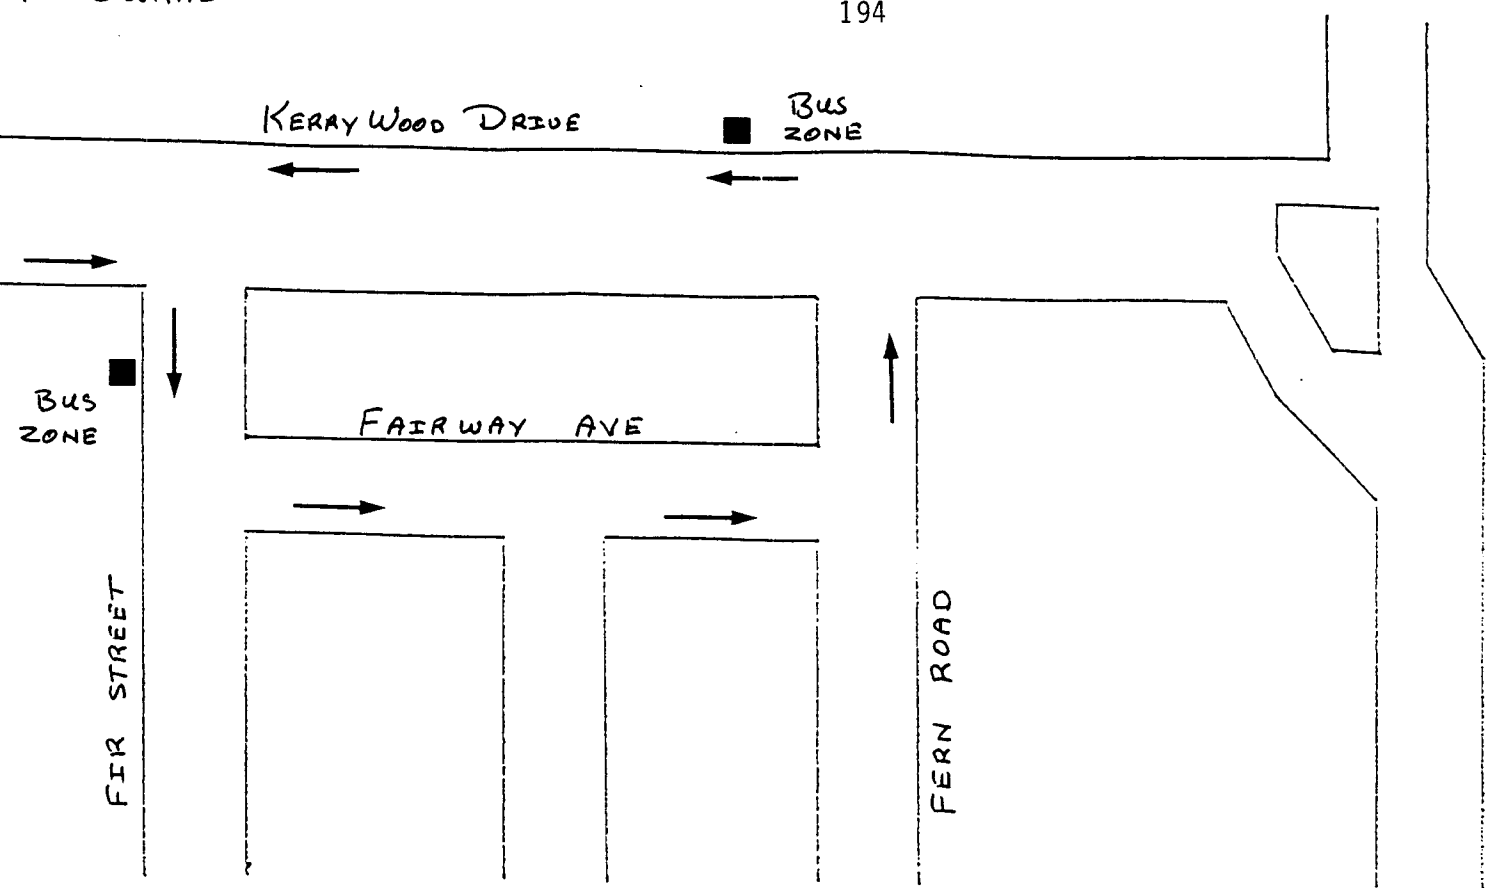 194
KERRY WOOD DRIVE
BUS
ZONE
BUS
ZONE
FAIRWAY AVE
FIR STREET
FERN ROAD